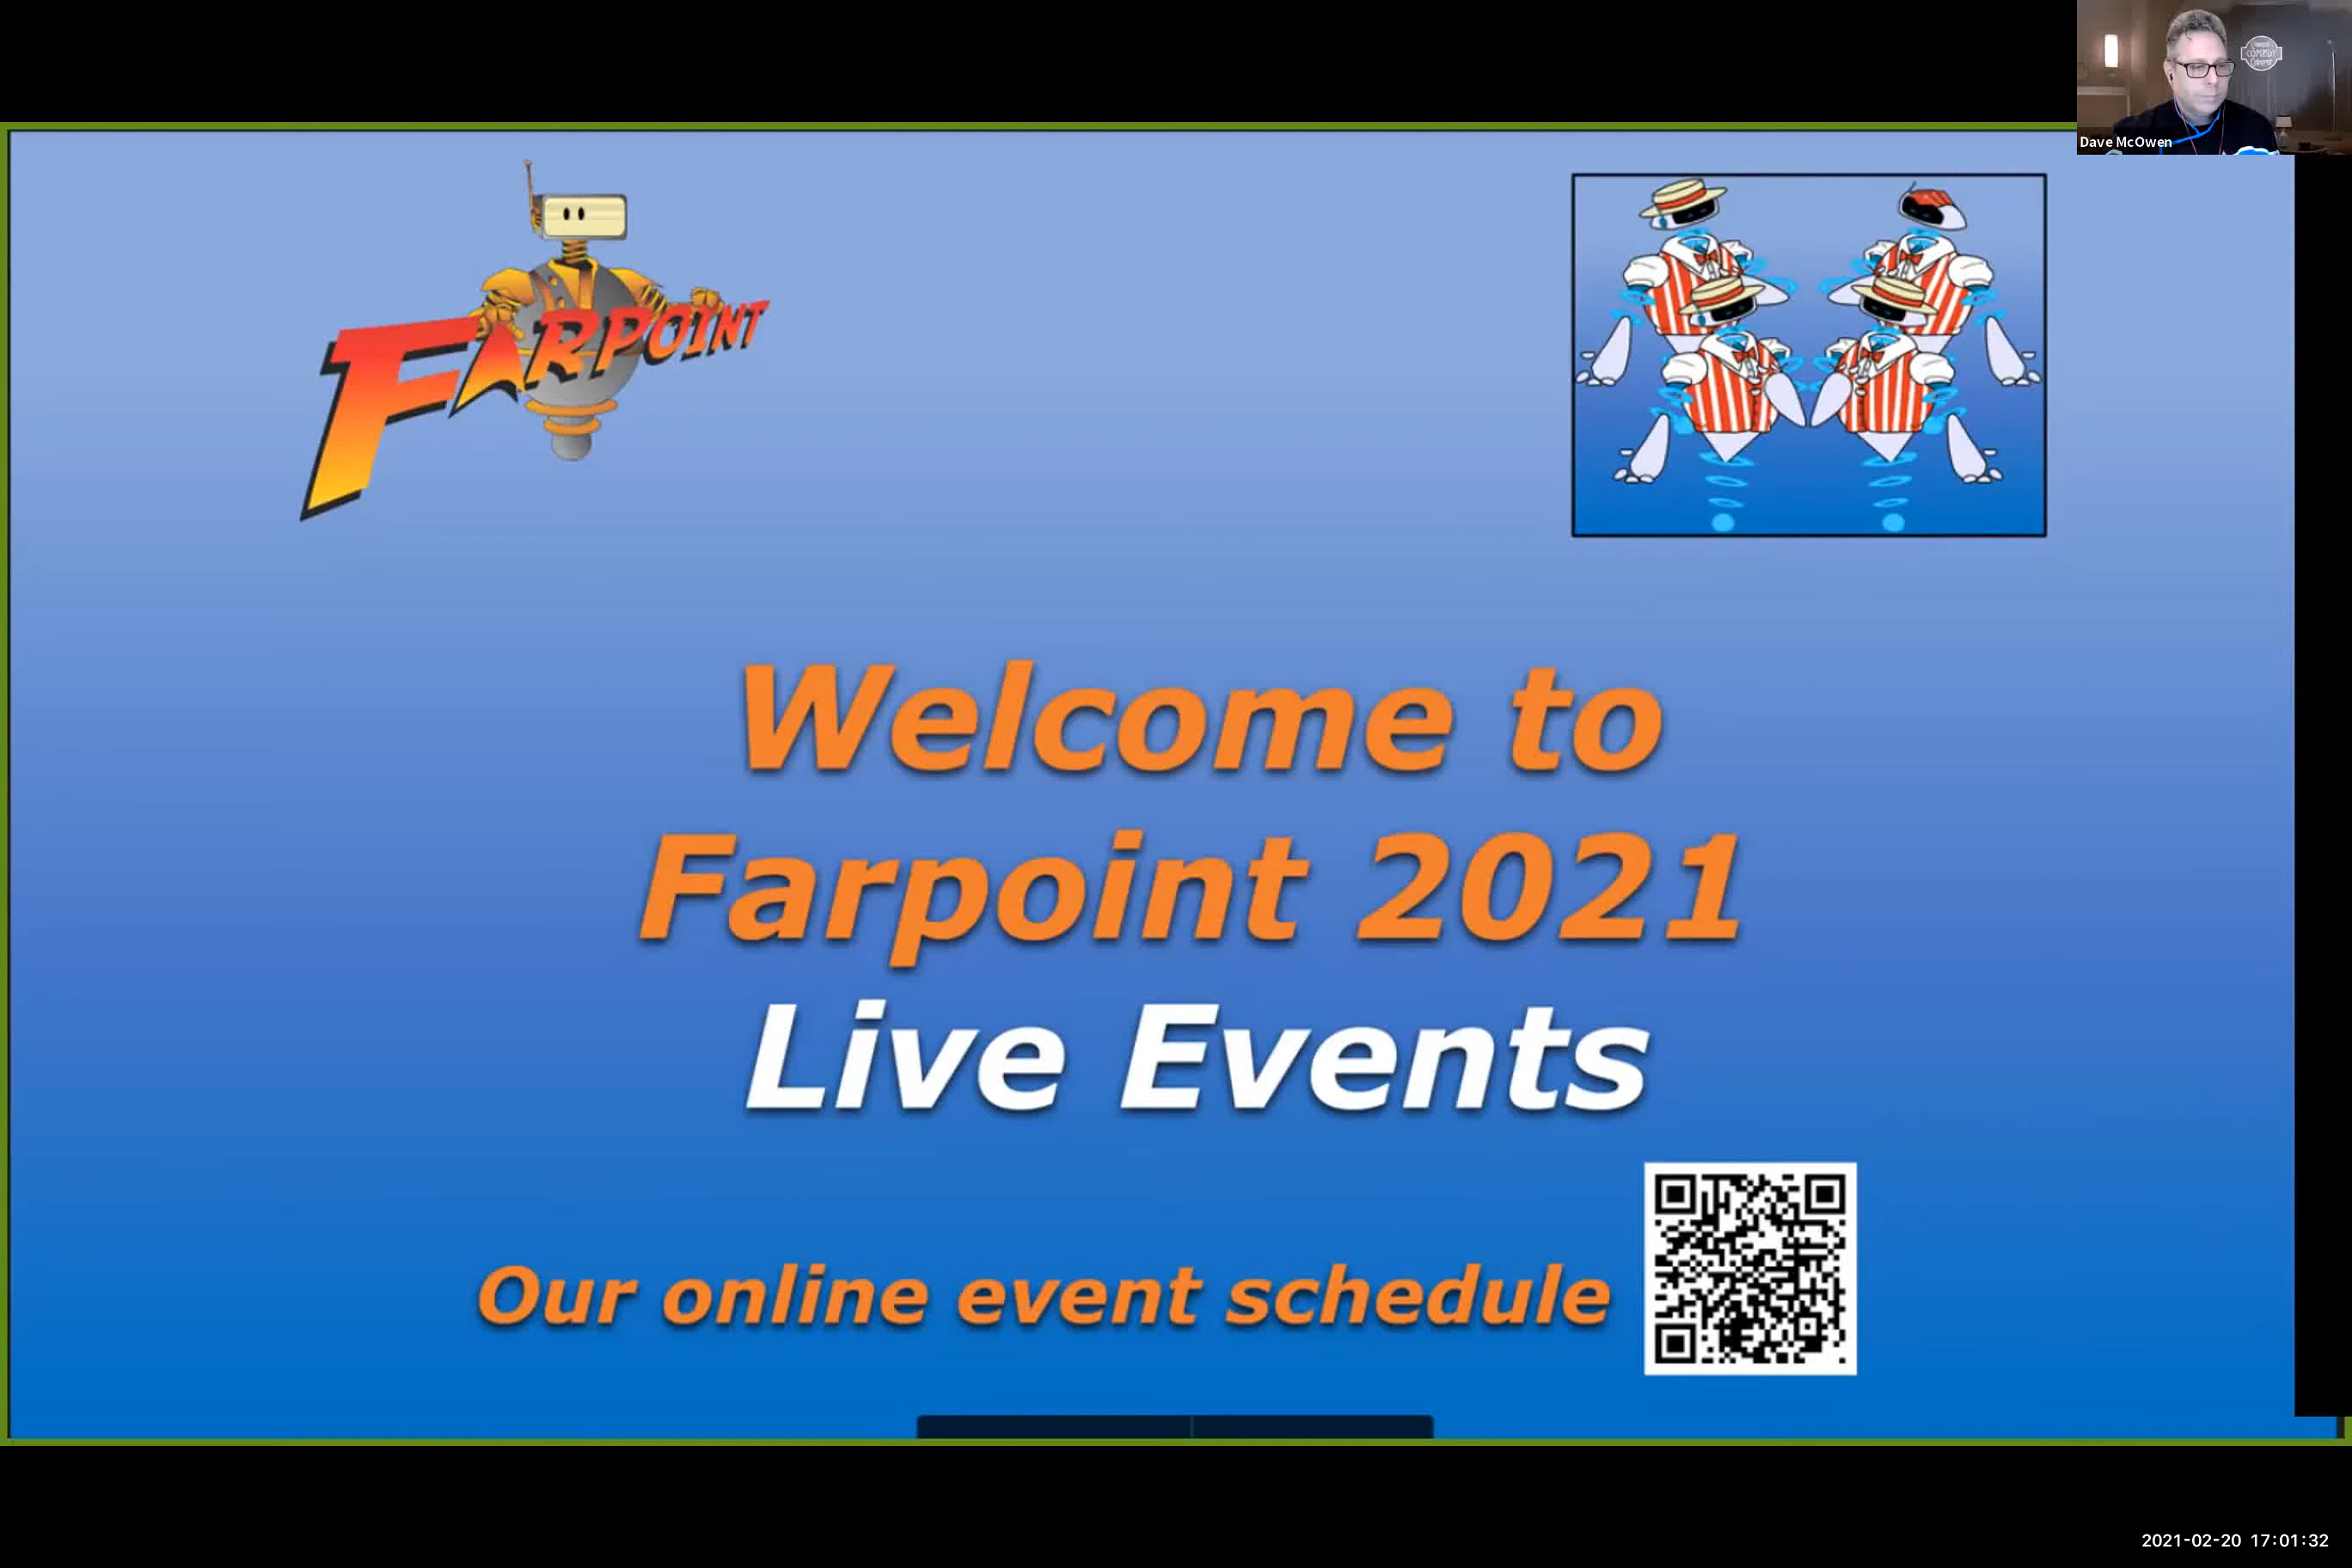 Dave McOwen
FARPOINT
Welcome to
Farpoint 2021
Live Events
Our online event schedule
COMEDY
2021-02-20 17:01:32